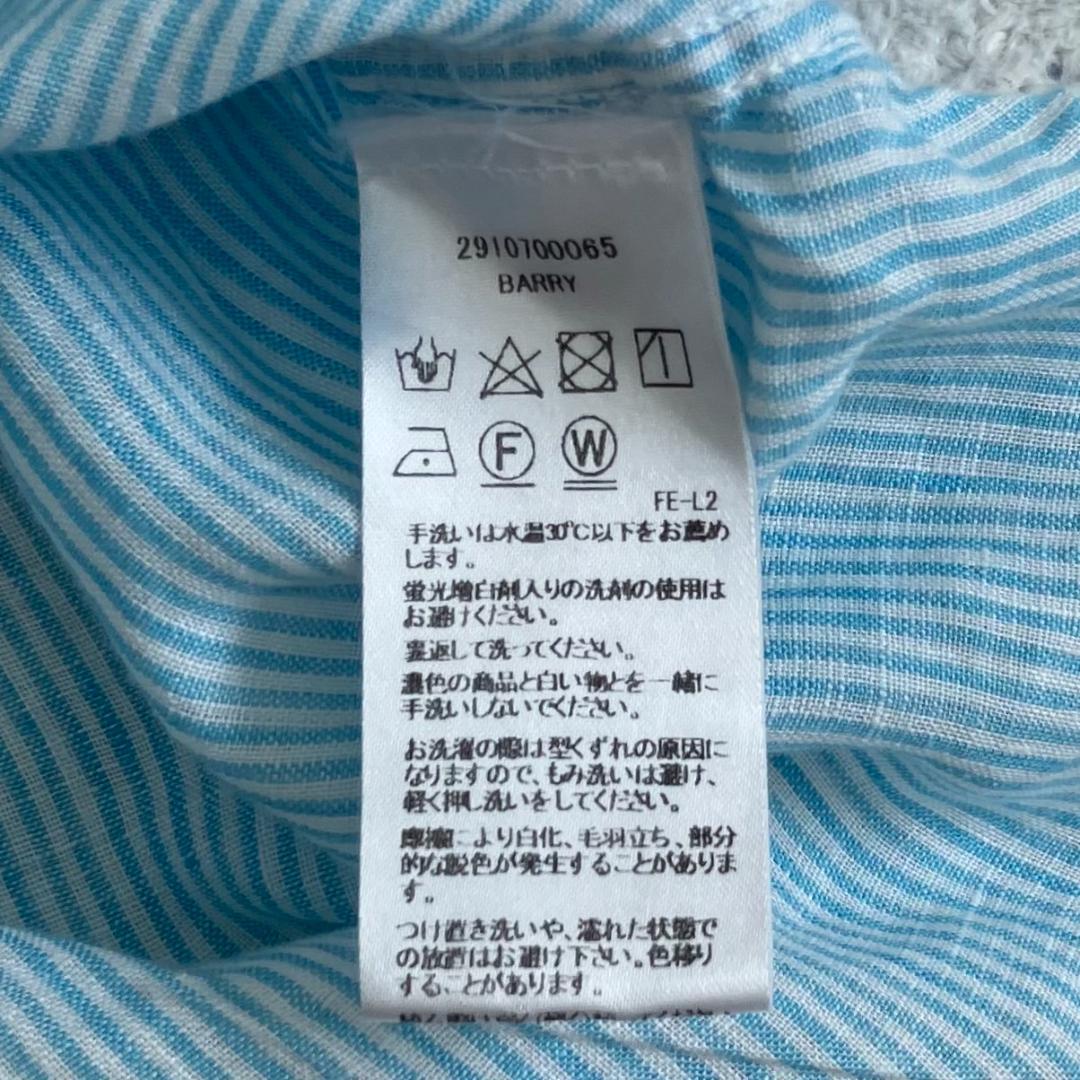 2910700065
BARRY
F
W
FE-L2
手洗いは水温30℃以下をお薦め
します。
蛍光増白剤入りの洗剤の使用は
お避けください。
裏返して洗ってください。
濃色の商品と白い物とを一緒に
手洗いしないでください。
お洗濯の際は型くずれの原因に
なりますので、もみ洗いは避け、
軽く押し洗いをしてください。
摩擦により白化、毛羽立ち、部分
的な脱色が発生することがありま
す。
つけ置き洗いや、濡れた状態で
の放置はお避け下さい。色移り
することがあります。